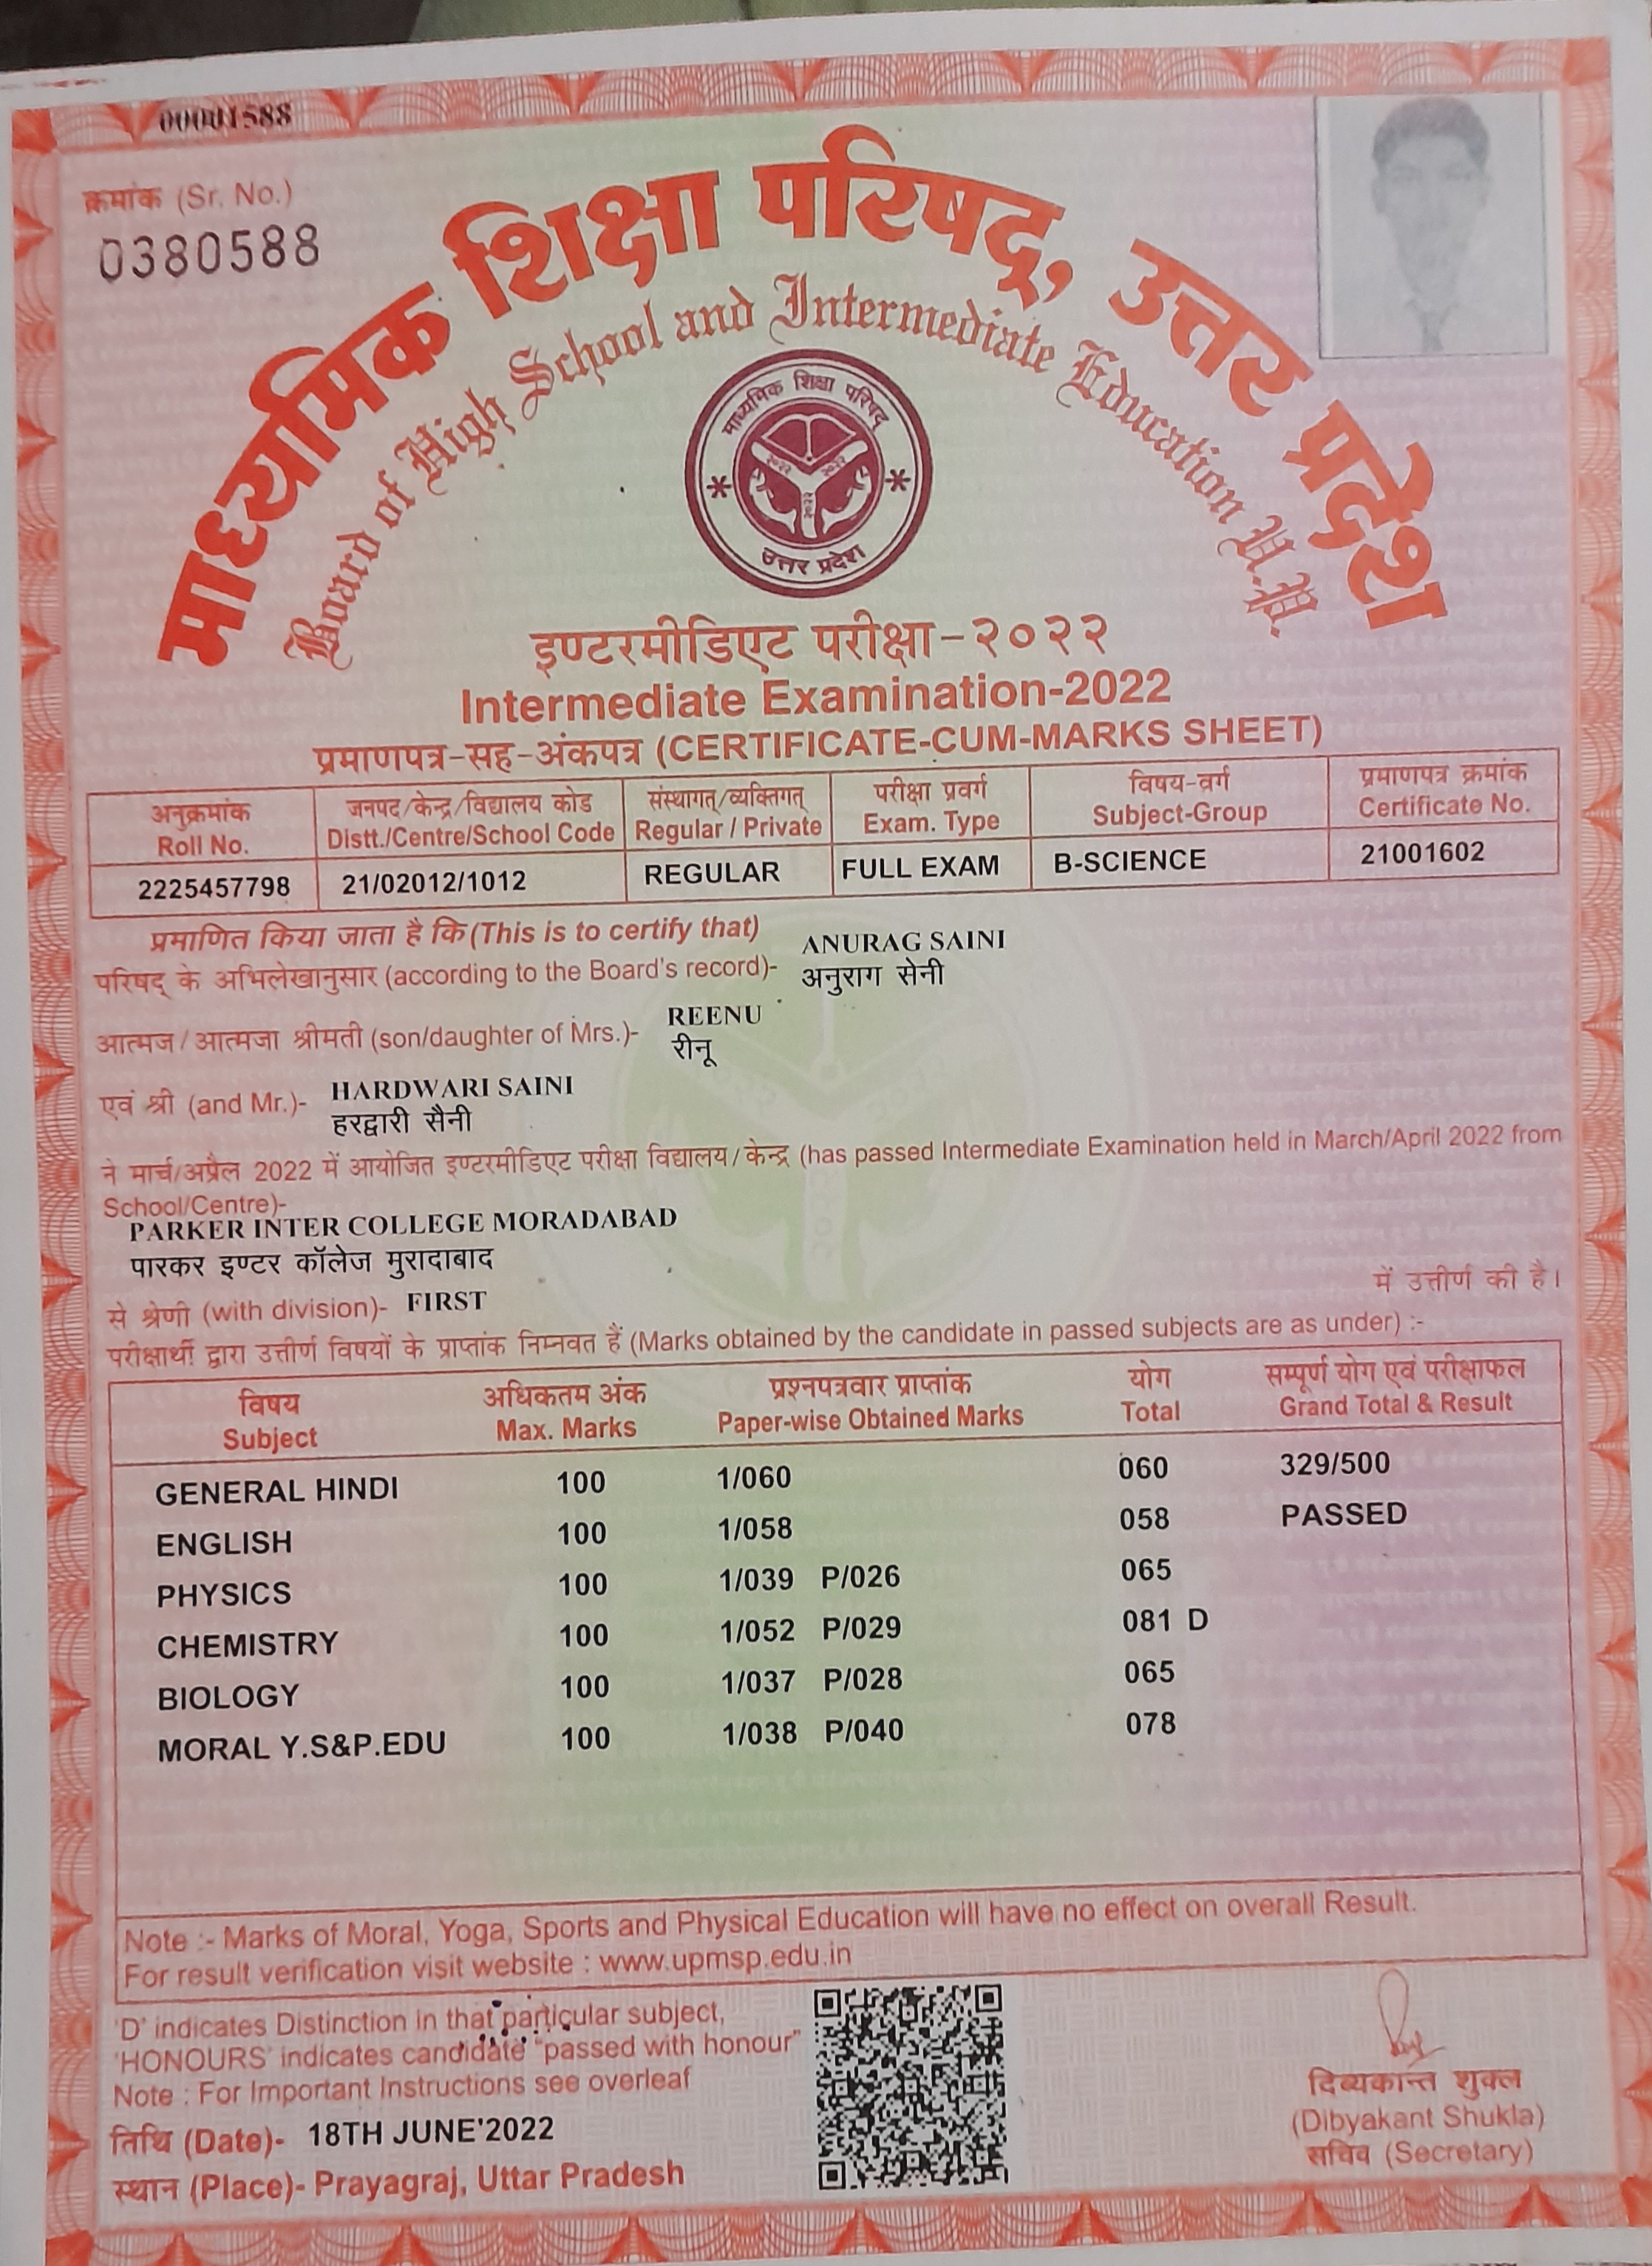 00001588
क्रमांक (Sr. No.)
0380588
माध्यमिक शिक्षा परिषद्, उत्तर प्रदेश
Board of High School and Intermediate Education U.P.
माध्यमिक शिक्षा परिषद्
२०२२ २०२२
२०२२
उत्तर प्रदेश
इण्टरमीडिएट परीक्षा-२०२२
Intermediate Examination-2022
प्रमाणपत्र-सह-अंकपत्र (CERTIFICATE-CUM-MARKS SHEET)
अनुक्रमांक जनपद/केन्द्र/विद्यालय कोड संस्थागत्/व्यक्तिगत् परीक्षा प्रवर्ग विषय-वर्ग प्रमाणपत्र क्रमांक
Roll No. Distt./Centre/School Code Regular / Private Exam. Type Subject-Group Certificate No.
2225457798 21/02012/1012 REGULAR FULL EXAM B-SCIENCE 21001602
प्रमाणित किया जाता है कि (This is to certify that)
ANURAG SAINI
परिषद् के अभिलेखानुसार (according to the Board's record)- अनुराग सेनी
REENU
आत्मज/आत्मजा श्रीमती (son/daughter of Mrs.)- रीनू
HARDWARI SAINI
एवं श्री (and Mr.)- हरद्वारी सैनी
ने मार्च/अप्रैल 2022 में आयोजित इण्टरमीडिएट परीक्षा विद्यालय/केन्द्र (has passed Intermediate Examination held in March/April 2022 from
School/Centre)-
PARKER INTER COLLEGE MORADABAD
पारकर इण्टर कॉलेज मुरादाबाद
में उत्तीर्ण की है।
से श्रेणी (with division)- FIRST
परीक्षार्थी द्वारा उत्तीर्ण विषयों के प्राप्तांक निम्नवत हैं (Marks obtained by the candidate in passed subjects are as under) :-
विषय अधिकतम अंक प्रश्नपत्रवार प्राप्तांक योग सम्पूर्ण योग एवं परीक्षाफल
Subject Max. Marks Paper-wise Obtained Marks Total Grand Total & Result
GENERAL HINDI 100 1/060 060 329/500
ENGLISH 100 1/058 058 PASSED
PHYSICS 100 1/039 P/026 065
CHEMISTRY 100 1/052 P/029 081 D
BIOLOGY 100 1/037 P/028 065
MORAL Y.S&P.EDU 100 1/038 P/040 078
Note :- Marks of Moral, Yoga, Sports and Physical Education will have no effect on overall Result.
For result verification visit website : www.upmsp.edu.in
'D' indicates Distinction in that particular subject,
'HONOURS' indicates candidate "passed with honour"
Note : For Important Instructions see overleaf
तिथि (Date)- 18TH JUNE'2022
स्थान (Place)- Prayagraj, Uttar Pradesh
दिव्यकान्त शुक्ल
(Dibyakant Shukla)
सचिव (Secretary)